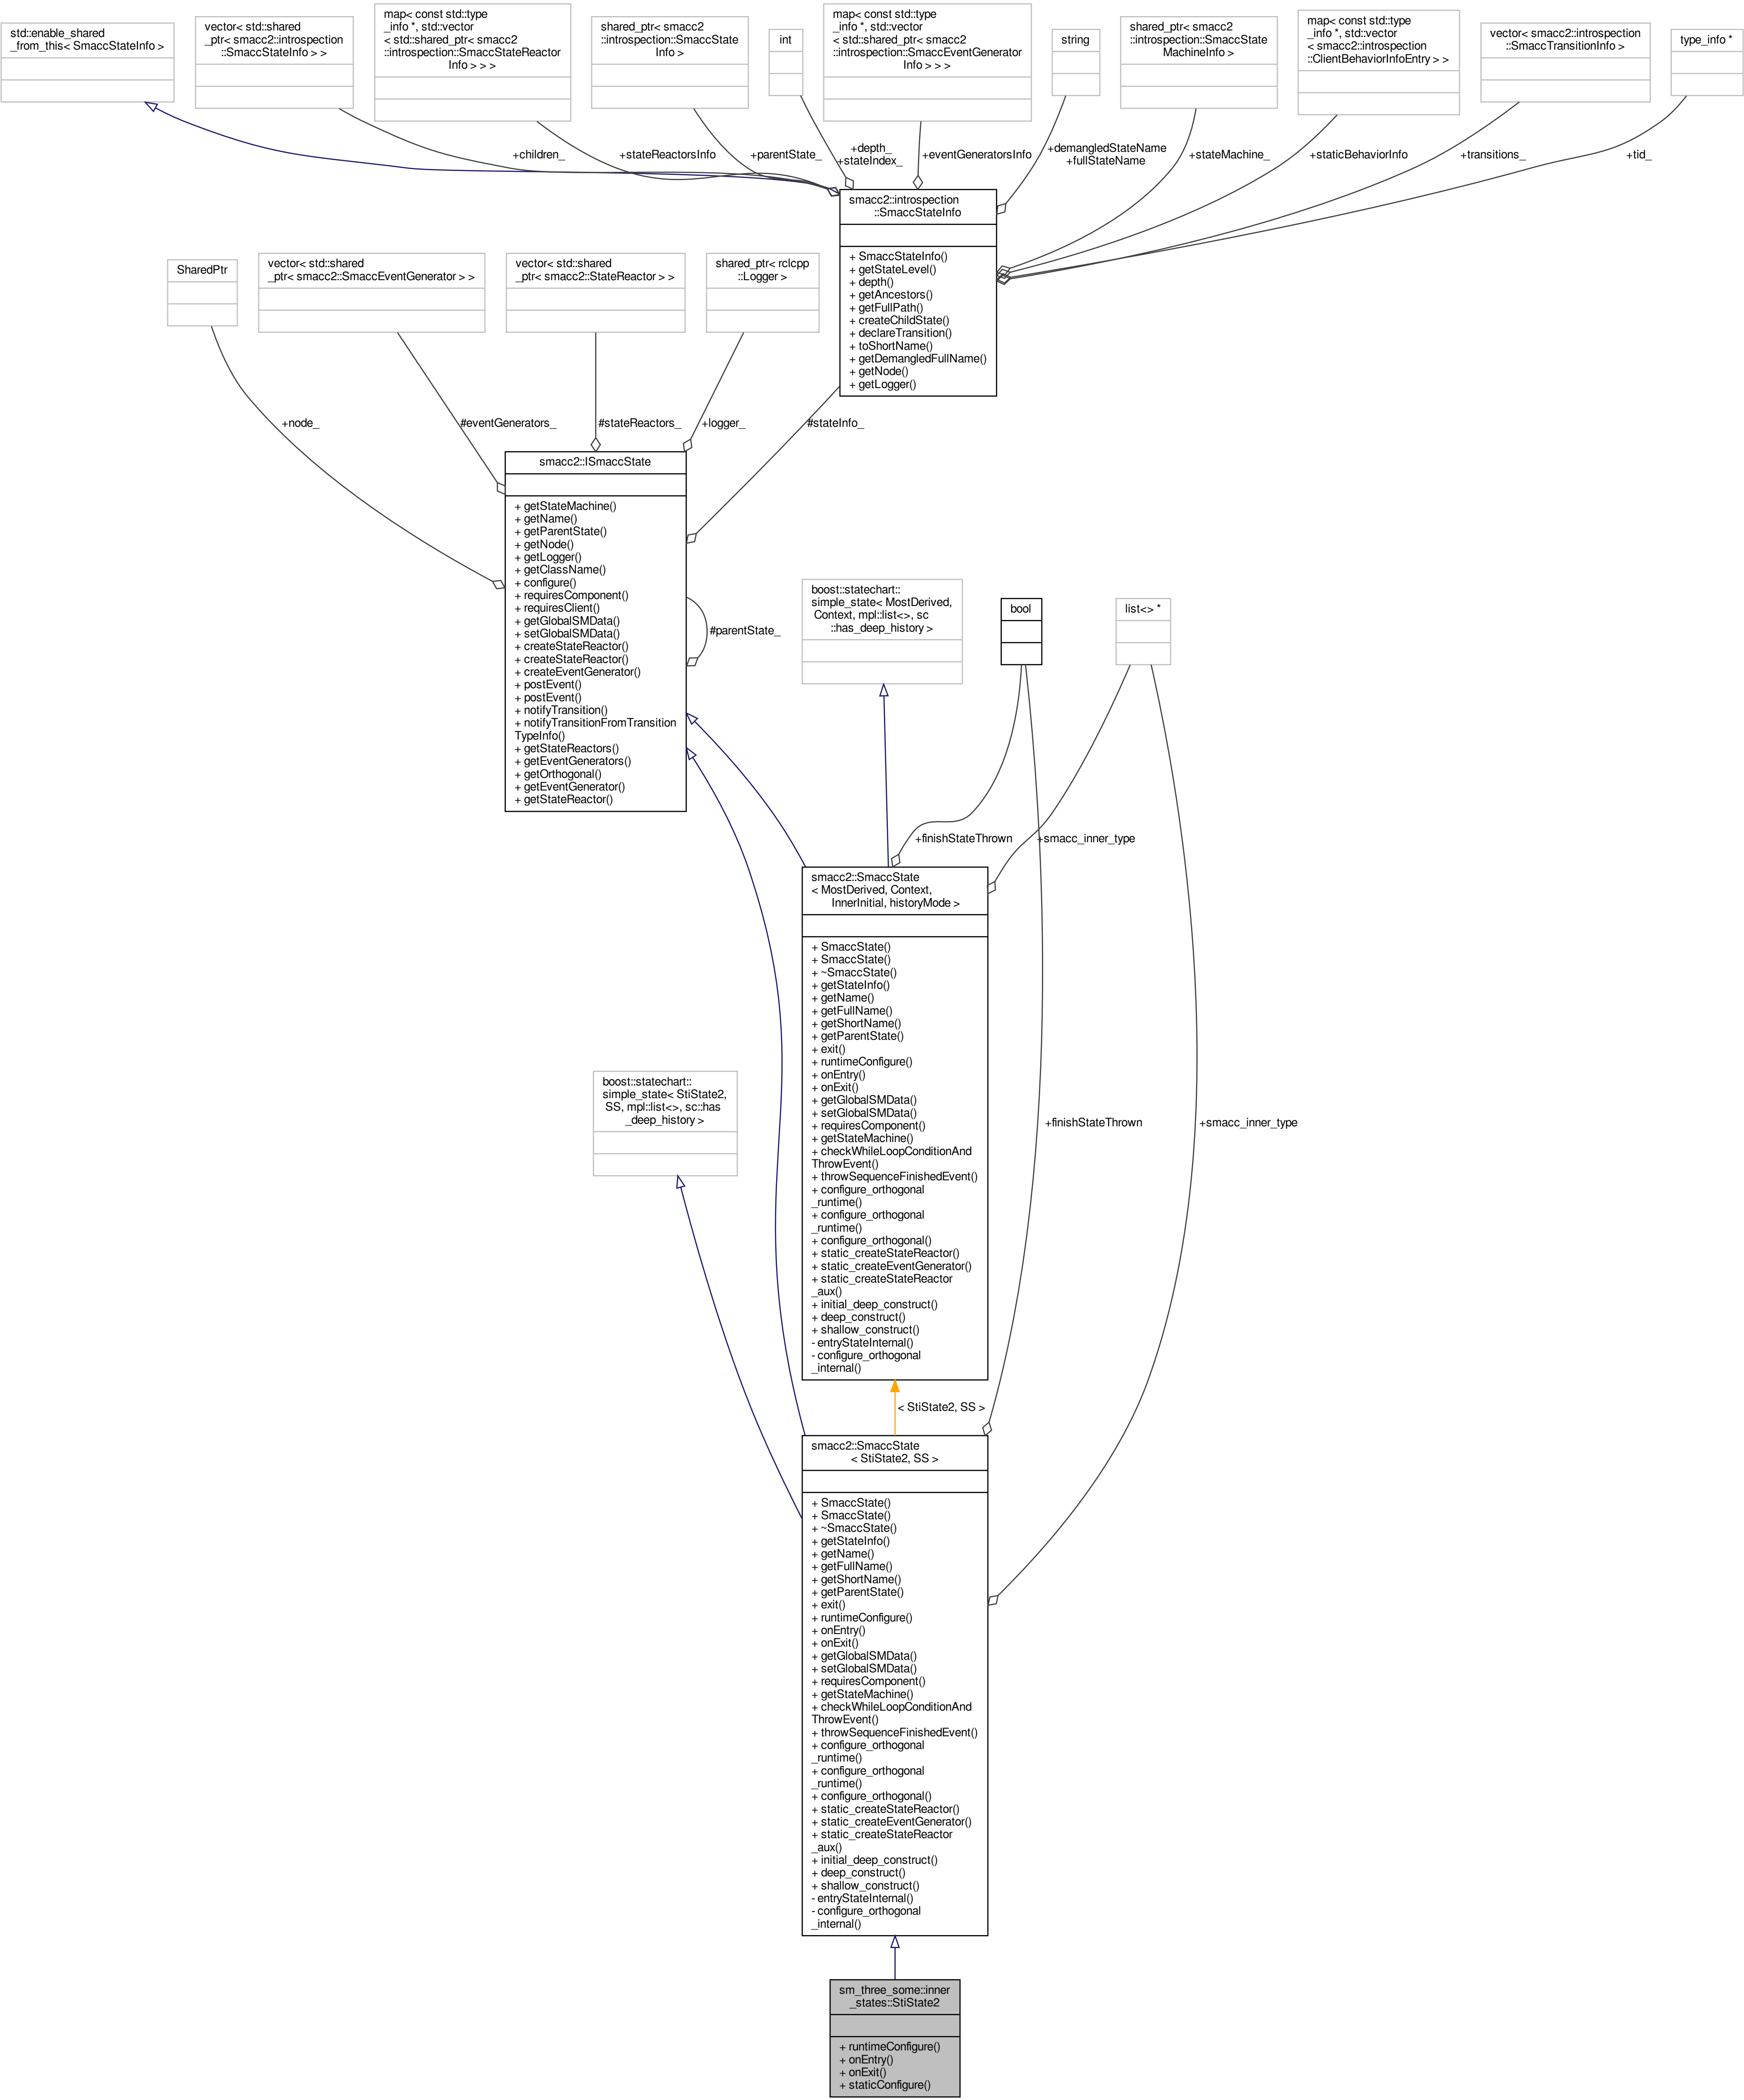 std::enable_shared
_from_this< SmaccStateInfo >
vector< std::shared
_ptr< smacc2::introspection
::SmaccStateInfo > >
map< const std::type
_info *, std::vector
< std::shared_ptr< smacc2
::introspection::SmaccStateReactor
Info > > >
shared_ptr< smacc2
::introspection::SmaccState
Info >
int
map< const std::type
_info *, std::vector
< std::shared_ptr< smacc2
::introspection::SmaccEventGenerator
Info > > >
string
shared_ptr< smacc2
::introspection::SmaccState
MachineInfo >
map< const std::type
_info *, std::vector
< smacc2::introspection
::ClientBehaviorInfoEntry > >
vector< smacc2::introspection
::SmaccTransitionInfo >
type_info *
+children_
+stateReactorsInfo
+parentState_
+depth_
+stateIndex_
+eventGeneratorsInfo
+demangledStateName
+fullStateName
+stateMachine_
+staticBehaviorInfo
+transitions_
+tid_
smacc2::introspection
::SmaccStateInfo
+ SmaccStateInfo()
+ getStateLevel()
+ depth()
+ getAncestors()
+ getFullPath()
+ createChildState()
+ declareTransition()
+ toShortName()
+ getDemangledFullName()
+ getNode()
+ getLogger()
SharedPtr
vector< std::shared
_ptr< smacc2::SmaccEventGenerator > >
vector< std::shared
_ptr< smacc2::StateReactor > >
shared_ptr< rclcpp
::Logger >
+node_
#eventGenerators_
#stateReactors_
+logger_
#stateInfo_
smacc2::ISmaccState
+ getStateMachine()
+ getName()
+ getParentState()
+ getNode()
+ getLogger()
+ getClassName()
+ configure()
+ requiresComponent()
+ requiresClient()
+ getGlobalSMData()
+ setGlobalSMData()
+ createStateReactor()
+ createStateReactor()
+ createEventGenerator()
+ postEvent()
+ postEvent()
+ notifyTransition()
+ notifyTransitionFromTransition
TypeInfo()
+ getStateReactors()
+ getEventGenerators()
+ getOrthogonal()
+ getEventGenerator()
+ getStateReactor()
#parentState_
boost::statechart::
simple_state< MostDerived,
Context, mpl::list<>, sc
::has_deep_history >
bool
list<> *
+finishStateThrown
+smacc_inner_type
smacc2::SmaccState
< MostDerived, Context,
InnerInitial, historyMode >
+ SmaccState()
+ SmaccState()
+ ~SmaccState()
+ getStateInfo()
+ getName()
+ getFullName()
+ getShortName()
+ getParentState()
+ exit()
+ runtimeConfigure()
+ onEntry()
+ onExit()
+ getGlobalSMData()
+ setGlobalSMData()
+ requiresComponent()
+ getStateMachine()
+ checkWhileLoopConditionAnd
ThrowEvent()
+ throwSequenceFinishedEvent()
+ configure_orthogonal
_runtime()
+ configure_orthogonal
_runtime()
+ configure_orthogonal()
+ static_createStateReactor()
+ static_createEventGenerator()
+ static_createStateReactor
_aux()
+ initial_deep_construct()
+ deep_construct()
+ shallow_construct()
- entryStateInternal()
- configure_orthogonal
_internal()
boost::statechart::
simple_state< StiState2,
SS, mpl::list<>, sc::has
_deep_history >
+finishStateThrown
+smacc_inner_type
< StiState2, SS >
smacc2::SmaccState
< StiState2, SS >
+ SmaccState()
+ SmaccState()
+ ~SmaccState()
+ getStateInfo()
+ getName()
+ getFullName()
+ getShortName()
+ getParentState()
+ exit()
+ runtimeConfigure()
+ onEntry()
+ onExit()
+ getGlobalSMData()
+ setGlobalSMData()
+ requiresComponent()
+ getStateMachine()
+ checkWhileLoopConditionAnd
ThrowEvent()
+ throwSequenceFinishedEvent()
+ configure_orthogonal
_runtime()
+ configure_orthogonal
_runtime()
+ configure_orthogonal()
+ static_createStateReactor()
+ static_createEventGenerator()
+ static_createStateReactor
_aux()
+ initial_deep_construct()
+ deep_construct()
+ shallow_construct()
- entryStateInternal()
- configure_orthogonal
_internal()
sm_three_some::inner
_states::StiState2
+ runtimeConfigure()
+ onEntry()
+ onExit()
+ staticConfigure()